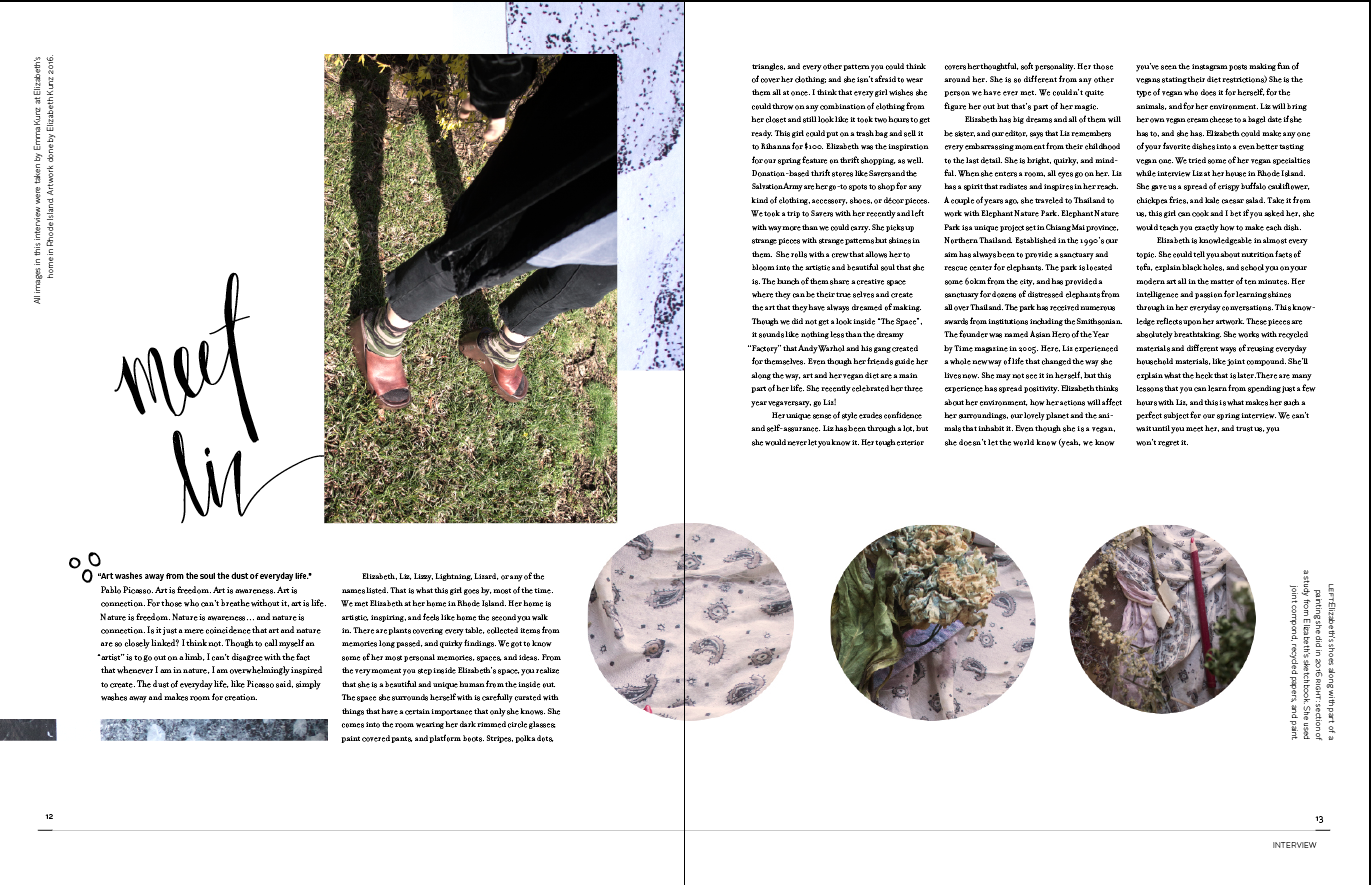 All images in this interview were taken by Emma Kunz at Elizabeth's
home in Rhode Island. Artwork done by Elizabeth Kunz 2016.
meet
liz
"Art washes away from the soul the dust of everyday life."
Pablo Picasso. Art is freedom. Art is awareness. Art is
connection. For those who can't breathe without it, art is life.
Nature is freedom. Nature is awareness... and nature is
connection. Is it just a mere coincidence that art and nature
are so closely linked? I think not. Though to call myself an
"artist" is to go out on a limb, I can't disagree with the fact
that whenever I am in nature, I am overwhelmingly inspired
to create. The dust of everyday life, like Picasso said, simply
washes away and makes room for creation.
Elizabeth, Liz, Lizzy, Lightning, Lizard, or any of the
names listed. That is what this girl goes by, most of the time.
We met Elizabeth at her home in Rhode Island. Her home is
artistic, inspiring, and feels like home the second you walk
in. There are plants covering every table, collected items from
memories long passed, and quirky findings. We got to know
some of her most personal memories, spaces, and ideas. From
the very moment you step inside Elizabeth's space, you realize
that she is a beautiful and unique human from the inside out.
The space she surrounds herself with is carefully curated with
things that have a certain importance that only she knows. She
comes into the room wearing her dark rimmed circle glasses;
paint covered pants, and platform boots. Stripes, polka dots,
12
triangles, and every other pattern you could think
of cover her clothing; and she isn't afraid to wear
them all at once. I think that every girl wishes she
could throw on any combination of clothing from
her closet and still look like it took two hours to get
ready. This girl could put on a trash bag and sell it
to Rihanna for $100. Elizabeth was the inspiration
for our spring feature on thrift shopping, as well.
Donation-based thrift stores like Savers and the
Salvation Army are her go-to spots to shop for any
kind of clothing, accessory, shoes, or décor pieces.
We took a trip to Savers with her recently and left
with way more than we could carry. She picks up
strange pieces with strange patterns but shines in
them. She rolls with a crew that allows her to
bloom into the artistic and beautiful soul that she
is. The bunch of them share a creative space
where they can be their true selves and create
the art that they have always dreamed of making.
Though we did not get a look inside "The Space",
it sounds like nothing less than the dreamy
"Factory" that Andy Warhol and his gang created
for themselves. Even though her friends guide her
along the way, art and her vegan diet are a main
part of her life. She recently celebrated her three
year vegaversary, go Liz!
Her unique sense of style exudes confidence
and self-assurance. Liz has been through a lot, but
she would never let you know it. Her tough exterior
covers her thoughtful, soft personality. Her those
around her. She is so different from any other
person we have ever met. We couldn't quite
figure her out but that's part of her magic.
Elizabeth has big dreams and all of them will
be sister, and our editor, says that Liz remembers
every embarrassing moment from their childhood
to the last detail. She is bright, quirky, and mind-
ful. When she enters a room, all eyes go on her. Liz
has a spirit that radiates and inspires in her reach.
A couple of years ago, she traveled to Thailand to
work with Elephant Nature Park. Elephant Nature
Park is a unique project set in Chiang Mai province,
Northern Thailand. Established in the 1990's our
aim has always been to provide a sanctuary and
rescue center for elephants. The park is located
some 60km from the city, and has provided a
sanctuary for dozens of distressed elephants from
all over Thailand. The park has received numerous
awards from institutions including the Smithsonian.
The founder was named Asian Hero of the Year
by Time magazine in 2005. Here, Liz experienced
a whole new way of life that changed the way she
lives now. She may not see it in herself, but this
experience has spread positivity. Elizabeth thinks
about her environment, how her actions will affect
her surroundings, our lovely planet and the ani-
mals that inhabit it. Even though she is a vegan,
she doesn't let the world know (yeah, we know
you've seen the instagram posts making fun of
vegans stating their diet restrictions) She is the
type of vegan who does it for herself, for the
animals, and for her environment. Liz will bring
her own vegan cream cheese to a bagel date if she
has to, and she has. Elizabeth could make any one
of your favorite dishes into a even better tasting
vegan one. We tried some of her vegan specialties
while interview Liz at her house in Rhode Island.
She gave us a spread of crispy buffalo cauliflower,
chickpea fries, and kale caesar salad. Take it from
us, this girl can cook and I bet if you asked her, she
would teach you exactly how to make each dish.
Elizabeth is knowledgeable in almost every
topic. She could tell you about nutrition facts of
tofu, explain black holes, and school you on your
modern art all in the matter of ten minutes. Her
intelligence and passion for learning shines
through in her everyday conversations. This know-
ledge reflects upon her artwork. These pieces are
absolutely breathtaking. She works with recycled
materials and different ways of reusing everyday
household materials, like joint compound. She'll
explain what the heck that is later.There are many
lessons that you can learn from spending just a few
hours with Liz, and this is what makes her such a
perfect subject for our spring interview. We can't
wait until you meet her, and trust us, you
won't regret it.
LEFT:Elizabeth's shoes along with part of a
painting she did in 2016 RIGHT: section of
a study from Elizabeth's sketchbook. She used
joint compond, recycled papers, and paint
13
INTERVIEW